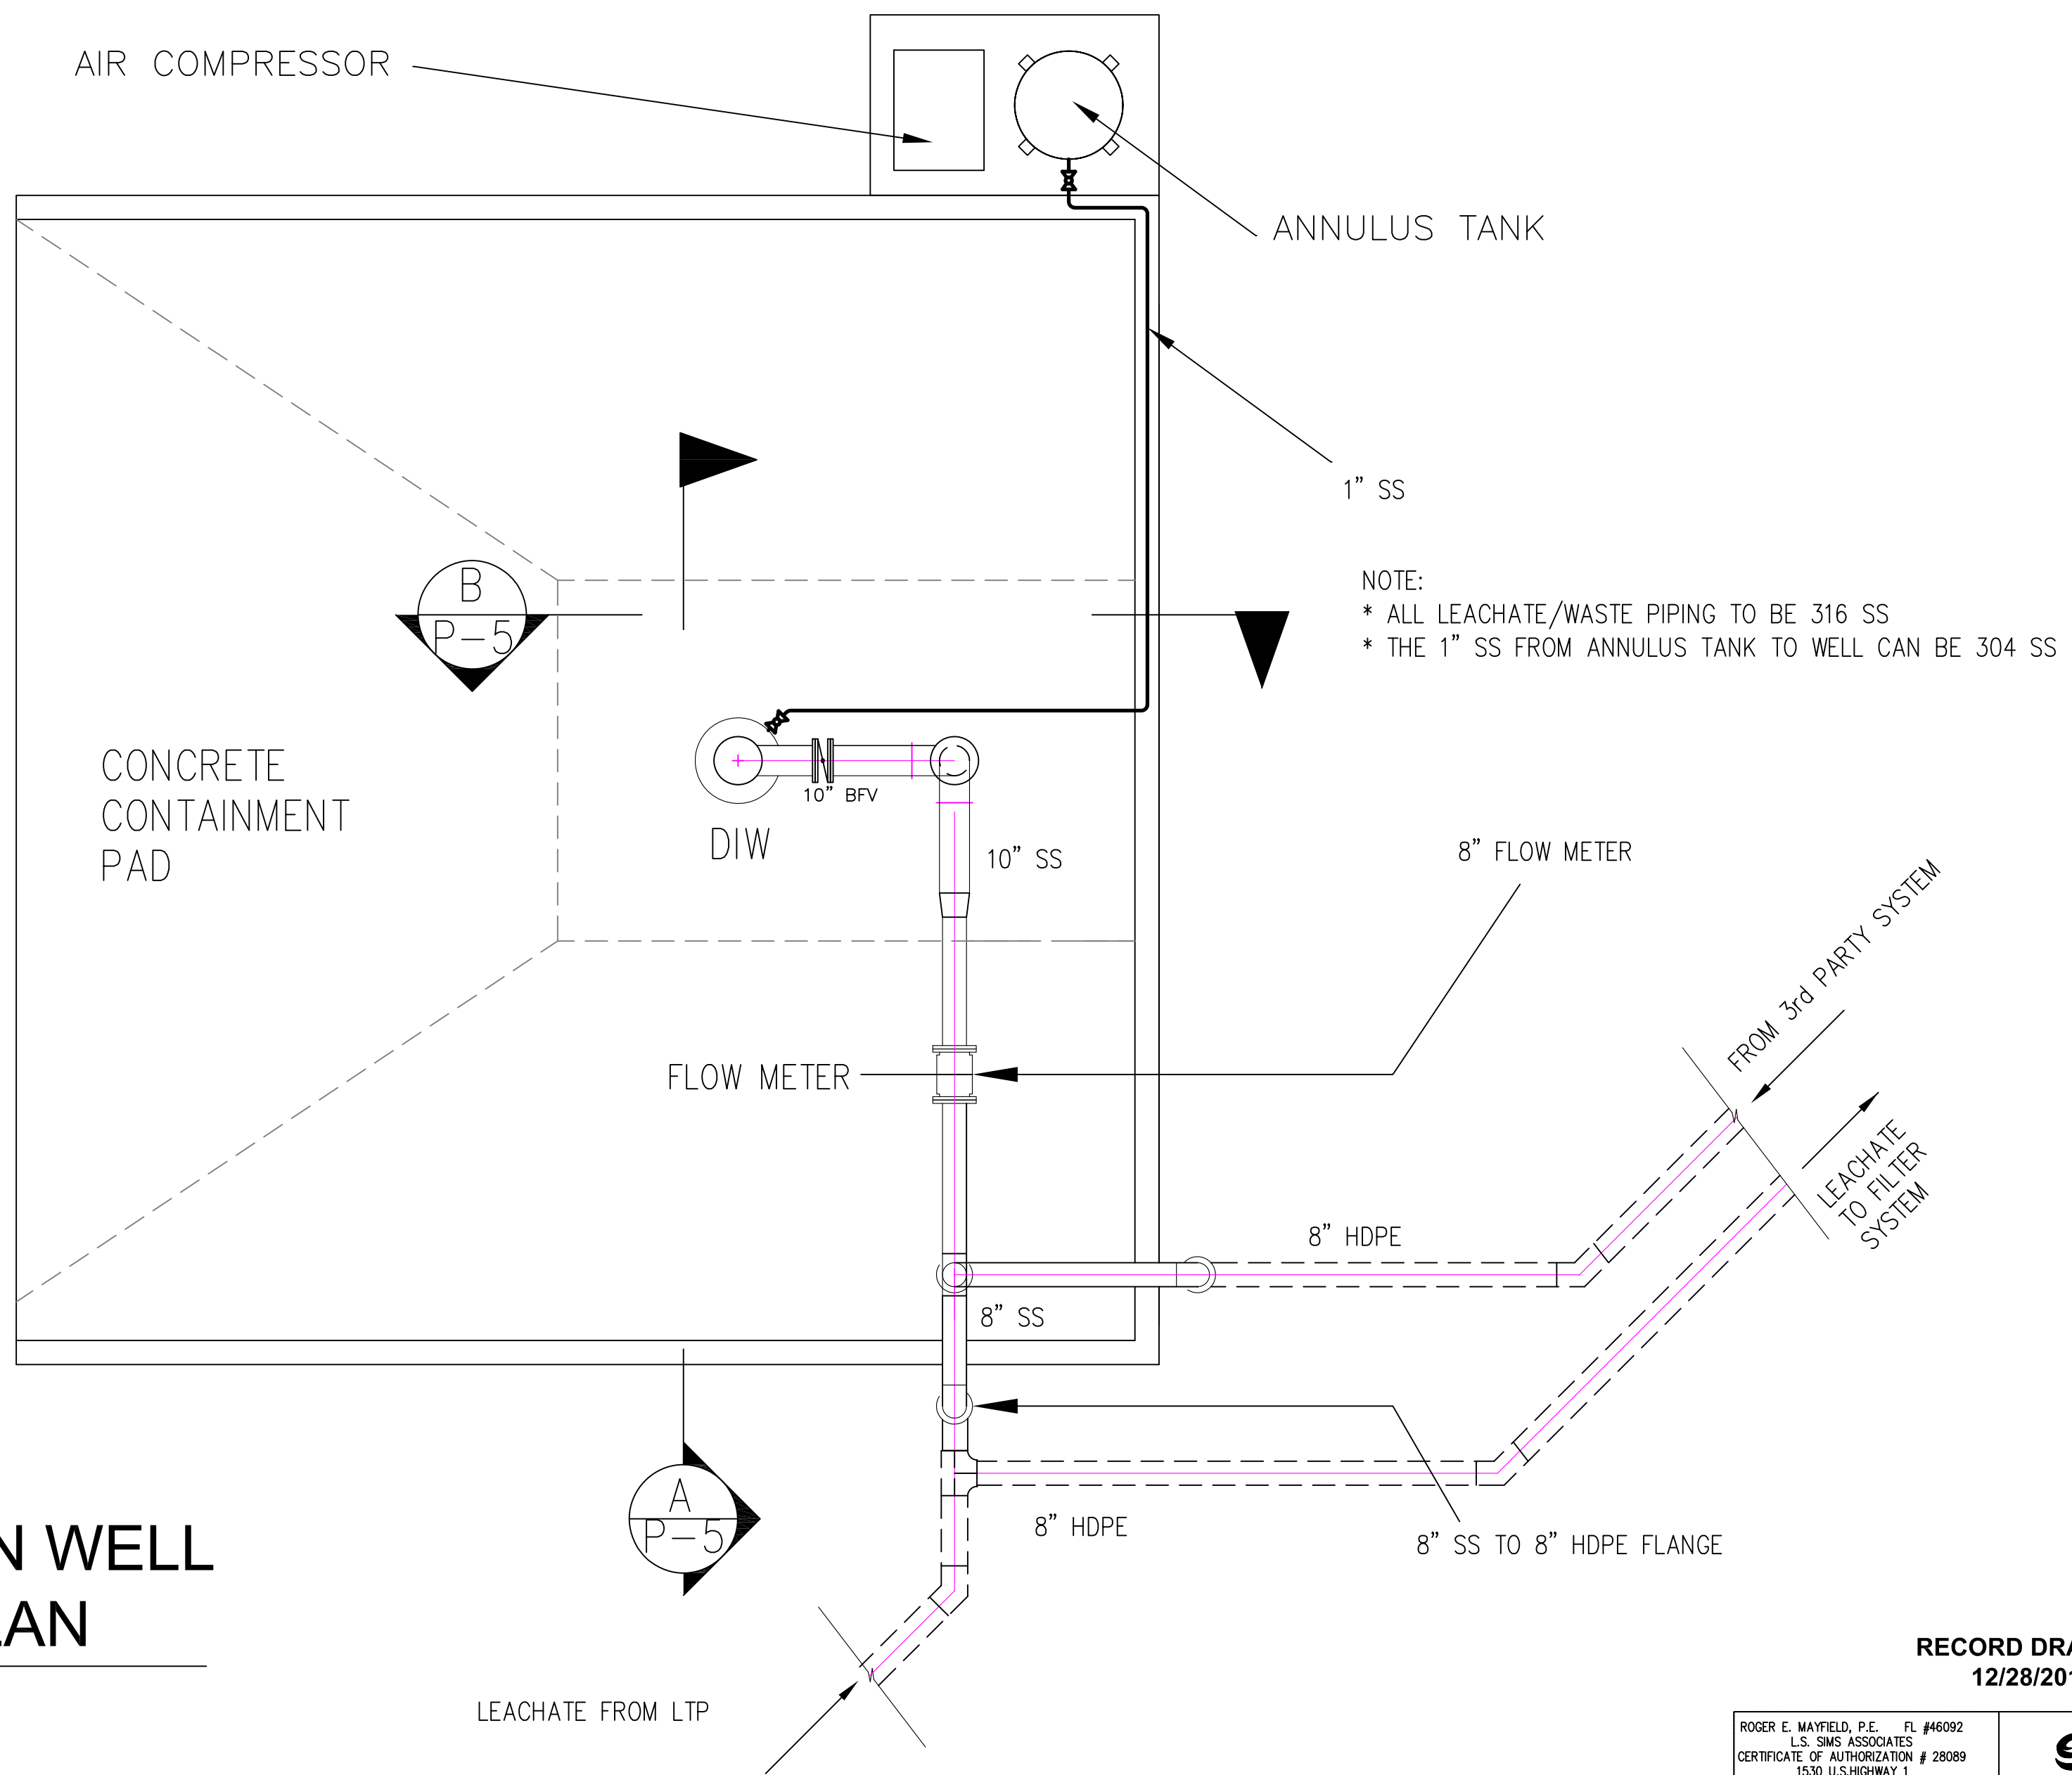 AIR COMPRESSOR
ANNULUS TANK
1" SS
NOTE:
* ALL LEACHATE/WASTE PIPING TO BE 316 SS
* THE 1" SS FROM ANNULUS TANK TO WELL CAN BE 304 SS
B
P-5
CONCRETE
CONTAINMENT
PAD
10" BFV
DIW
10" SS
8" FLOW METER
FROM 3rd PARTY SYSTEM
FLOW METER
LEACHATE
TO FILTER
SYSTEM
8" HDPE
8" SS
A
P-5
8" HDPE
8" SS TO 8" HDPE FLANGE
N WELL
LAN
LEACHATE FROM LTP
RECORD DRA
12/28/201
ROGER E. MAYFIELD, P.E. FL #46092
L.S. SIMS ASSOCIATES
CERTIFICATE OF AUTHORIZATION # 28089
1530 U.S.HIGHWAY 1